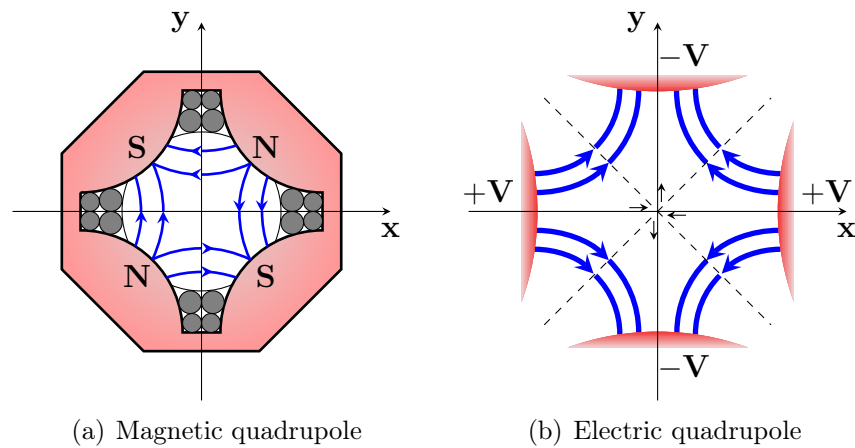 y
S
N
x
N
S
(a) Magnetic quadrupole
y
−V
+V
+V
x
−V
(b) Electric quadrupole